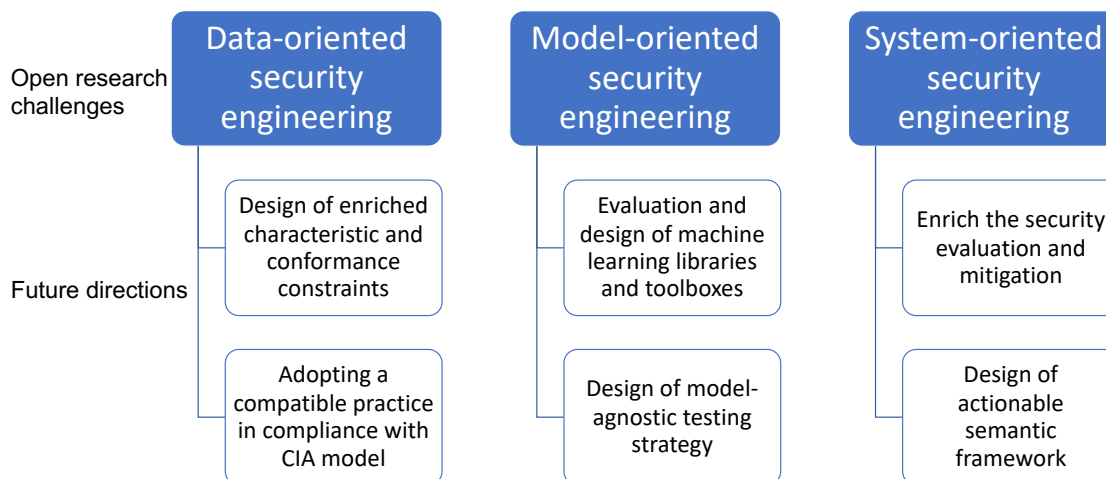 Open research
challenges
Data-oriented
security
engineering
Model-oriented
security
engineering
System-oriented
security
engineering
Future directions
Design of enriched
characteristic and
conformance
constraints
Evaluation and
design of machine
learning libraries
and toolboxes
Enrich the security
evaluation and
mitigation
Adopting a
compatible practice
in compliance with
CIA model
Design of model-
agnostic testing
strategy
Design of
actionable
semantic
framework